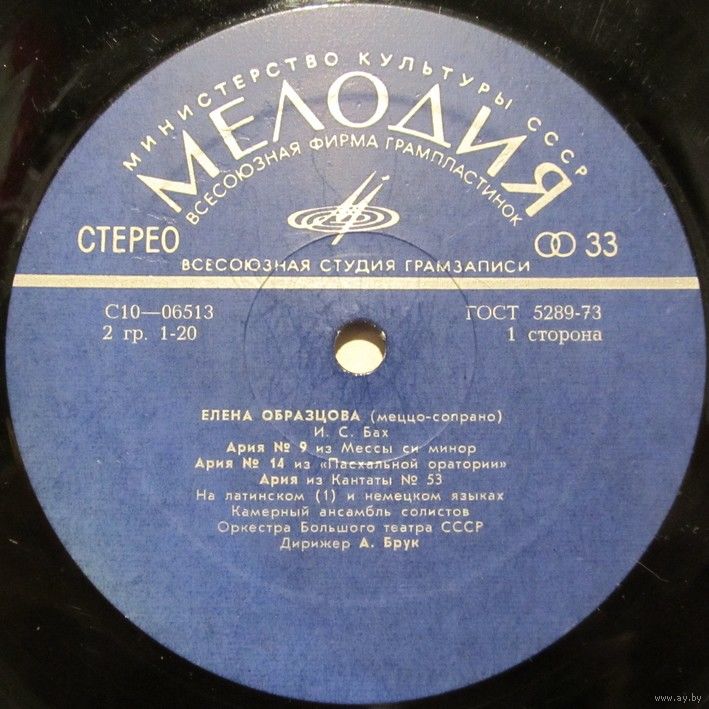 МИНИСТЕРСТВО КУЛЬТУРЫ СССР
МЕЛОДИЯ
ВСЕСОЮЗНАЯ ФИРМА ГРАМПЛАСТИНОК
СТЕРЕО
33
ВСЕСОЮЗНАЯ СТУДИЯ ГРАМЗАПИСИ
С10—06513
ГОСТ 5289-73
2 гр. 1-20
1 сторона
ЕЛЕНА ОБРАЗЦОВА (меццо-сопрано)
И. С. Бах
Ария № 9 из Мессы си минор
Ария № 14 из «Пасхальной оратории»
Ария из Кантаты № 53
На латинском (1) и немецком языках
Камерный ансамбль солистов
Оркестра Большого театра СССР
Дирижер А. Брук
www.ay.by